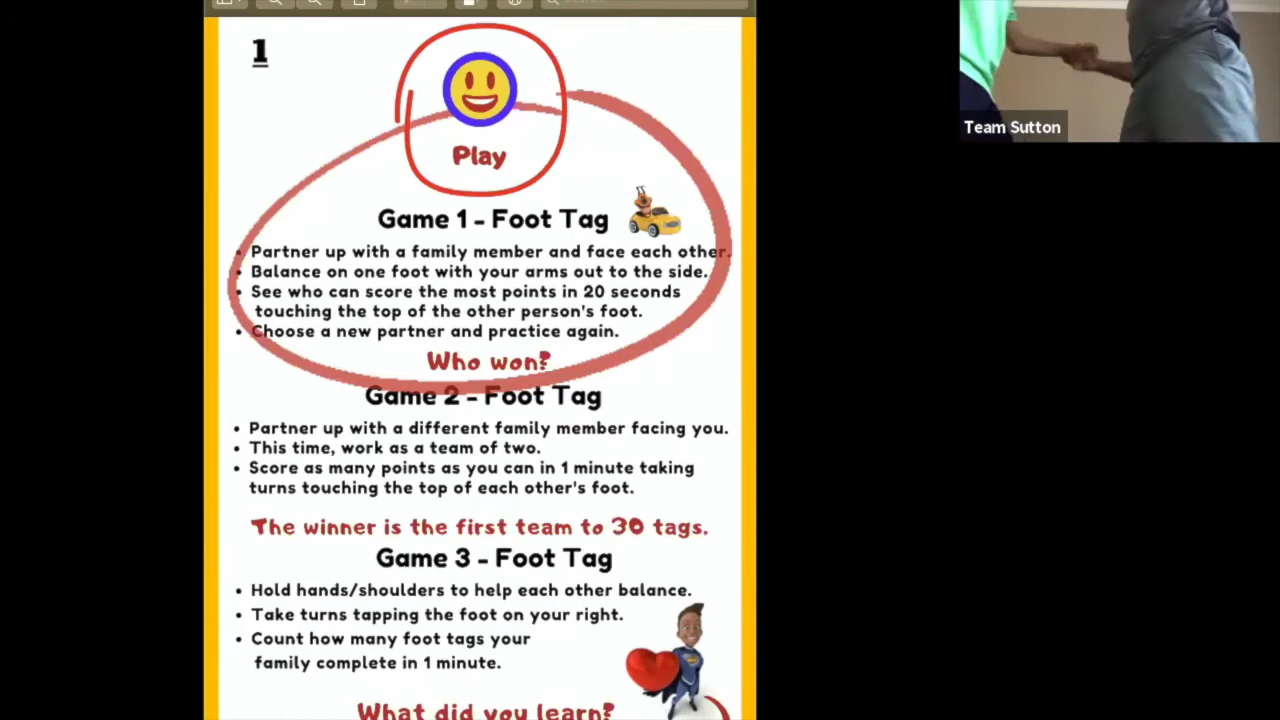 1
Play
Game 1 - Foot Tag
• Partner up with a family member and face each other.
• Balance on one foot with your arms out to the side.
• See who can score the most points in 20 seconds
touching the top of the other person's foot.
• Choose a new partner and practice again.
Who won?
Game 2 - Foot Tag
• Partner up with a different family member facing you.
• This time, work as a team of two.
• Score as many points as you can in 1 minute taking
turns touching the top of each other's foot.
The winner is the first team to 30 tags.
Game 3 - Foot Tag
• Hold hands/shoulders to help each other balance.
• Take turns tapping the foot on your right.
• Count how many foot tags your
family complete in 1 minute.
What did you learn?
Team Sutton